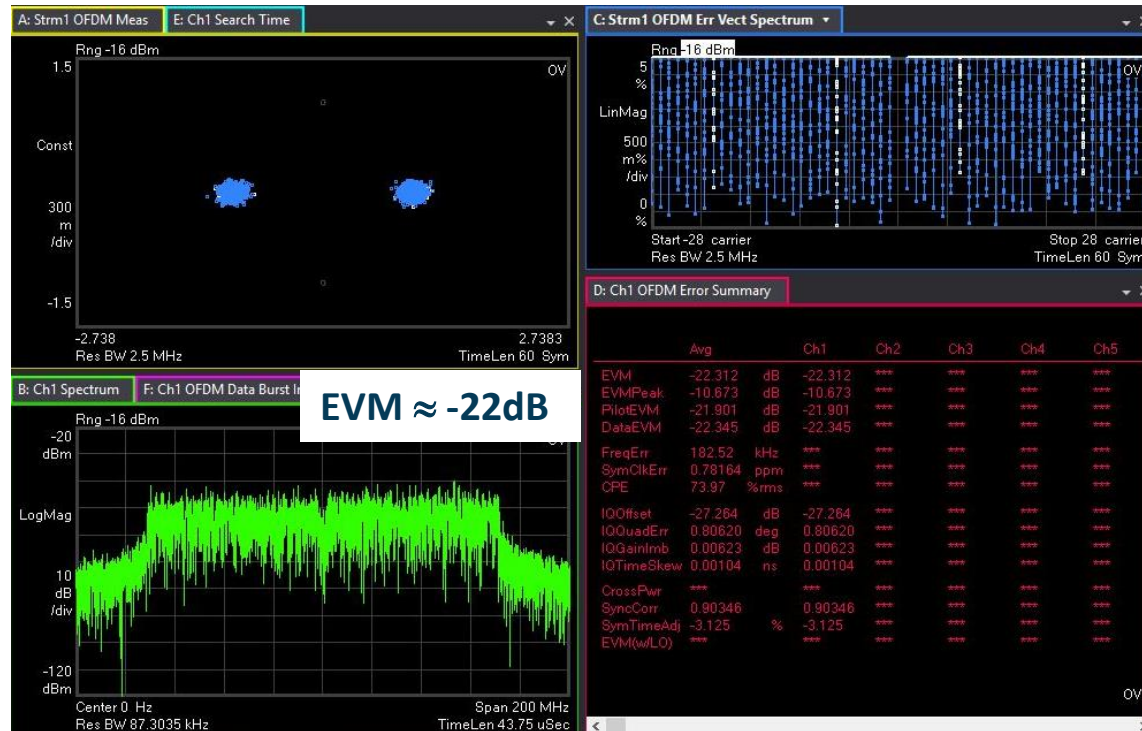 A: Strm1 OFDM Meas
E: Ch1 Search Time
Rng -16 dBm
1.5
OV
Const
300
m
/div
-1.5
-2.738
2.7383
Res BW 2.5 MHz
TimeLen 60 Sym
C: Strm1 OFDM Err Vect Spectrum
Rng -16 dBm
5
%
OV
LinMag
500
m%
/div
0
%
Start -28 carrier
Stop 28 carrier
Res BW 2.5 MHz
TimeLen 60 Sym
B: Ch1 Spectrum
F: Ch1 OFDM Data Burst
EVM ≈ -22dB
Rng -16 dBm
-20
dBm
LogMag
10
dB
/div
-120
dBm
Center 0 Hz
Span 200 MHz
Res BW 87.3035 kHz
TimeLen 43.75 uSec
D: Ch1 OFDM Error Summary
Avg Ch1 Ch2 Ch3 Ch4 Ch5
EVM -22.312 dB -22.312 *** *** *** ***
EVMPeak -10.673 dB -10.673 *** *** *** ***
PilotEVM -21.901 dB -21.901 *** *** *** ***
DataEVM -22.345 dB -22.345 *** *** *** ***
FreqErr 182.52 kHz *** *** *** *** ***
SymClkErr 0.78164 ppm *** *** *** *** ***
CPE 73.97 %rms *** *** *** *** ***
IQOffset -27.264 dB -27.264 *** *** *** ***
IQQuadErr 0.80620 deg 0.80620 *** *** *** ***
IQGainImb 0.00623 dB 0.00623 *** *** *** ***
IQTimeSkew 0.00104 ns 0.00104 *** *** *** ***
CrossPwr *** *** *** *** *** ***
SyncCorr 0.90346 0.90346 *** *** *** ***
SymTimeAdj -3.125 % -3.125 *** *** *** ***
EVM(w/LO) *** *** *** *** *** ***
OV